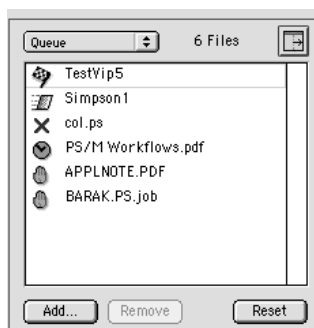 Queue 6 Files
TestVip5
Simpson1
col.ps
PS/M Workflows.pdf
APPLNOTE.PDF
BARAK.PS.job
Add... Remove Reset